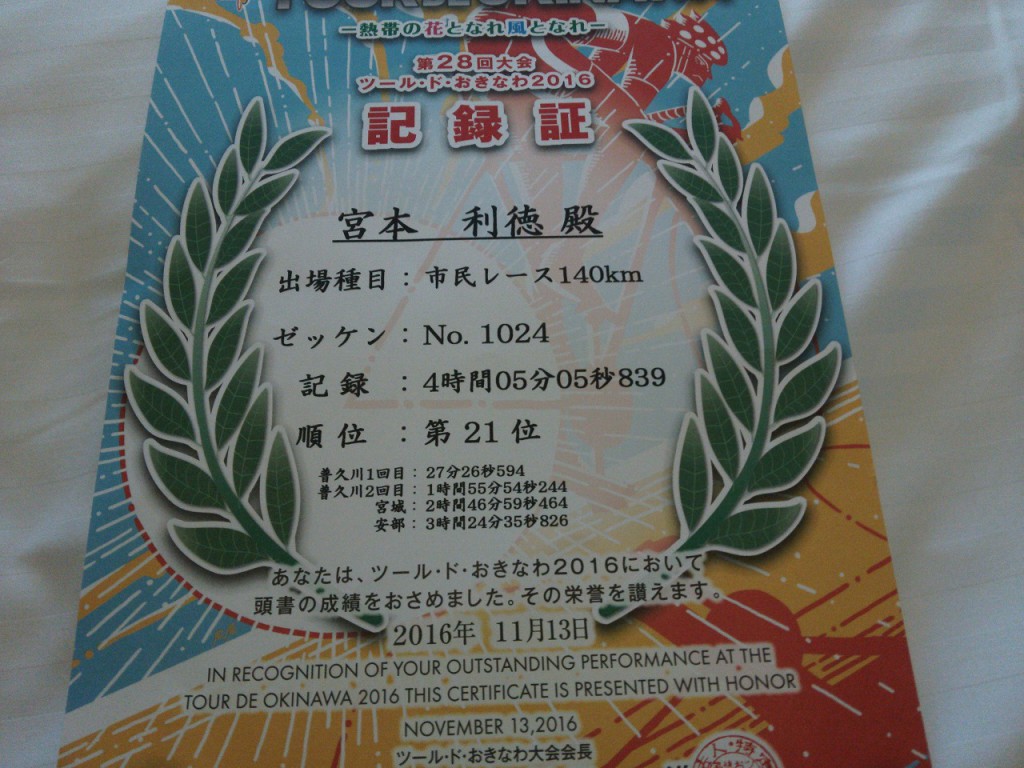 TOUR DE OKINAWA
ー熱帯の花となれ風となれー
第28回大会
ツール・ド・おきなわ2016
記録証
宮本 利徳 殿
出場種目 : 市民レース140km
ゼッケン : No. 1024
記録 : 4時間05分05秒839
順位 : 第 21 位
普久川1回目 : 27分26秒594
普久川2回目 : 1時間55分54秒244
宮城 : 2時間46分59秒464
安部 : 3時間24分35秒826
あなたは、ツール・ド・おきなわ2016において
頭書の成績をおさめました。その栄誉を讃えます。
2016年 11月13日
IN RECOGNITION OF YOUR OUTSTANDING PERFORMANCE AT THE
TOUR DE OKINAWA 2016 THIS CERTIFICATE IS PRESENTED WITH HONOR
NOVEMBER 13,2016
ツール・ド・おきなわ大会会長